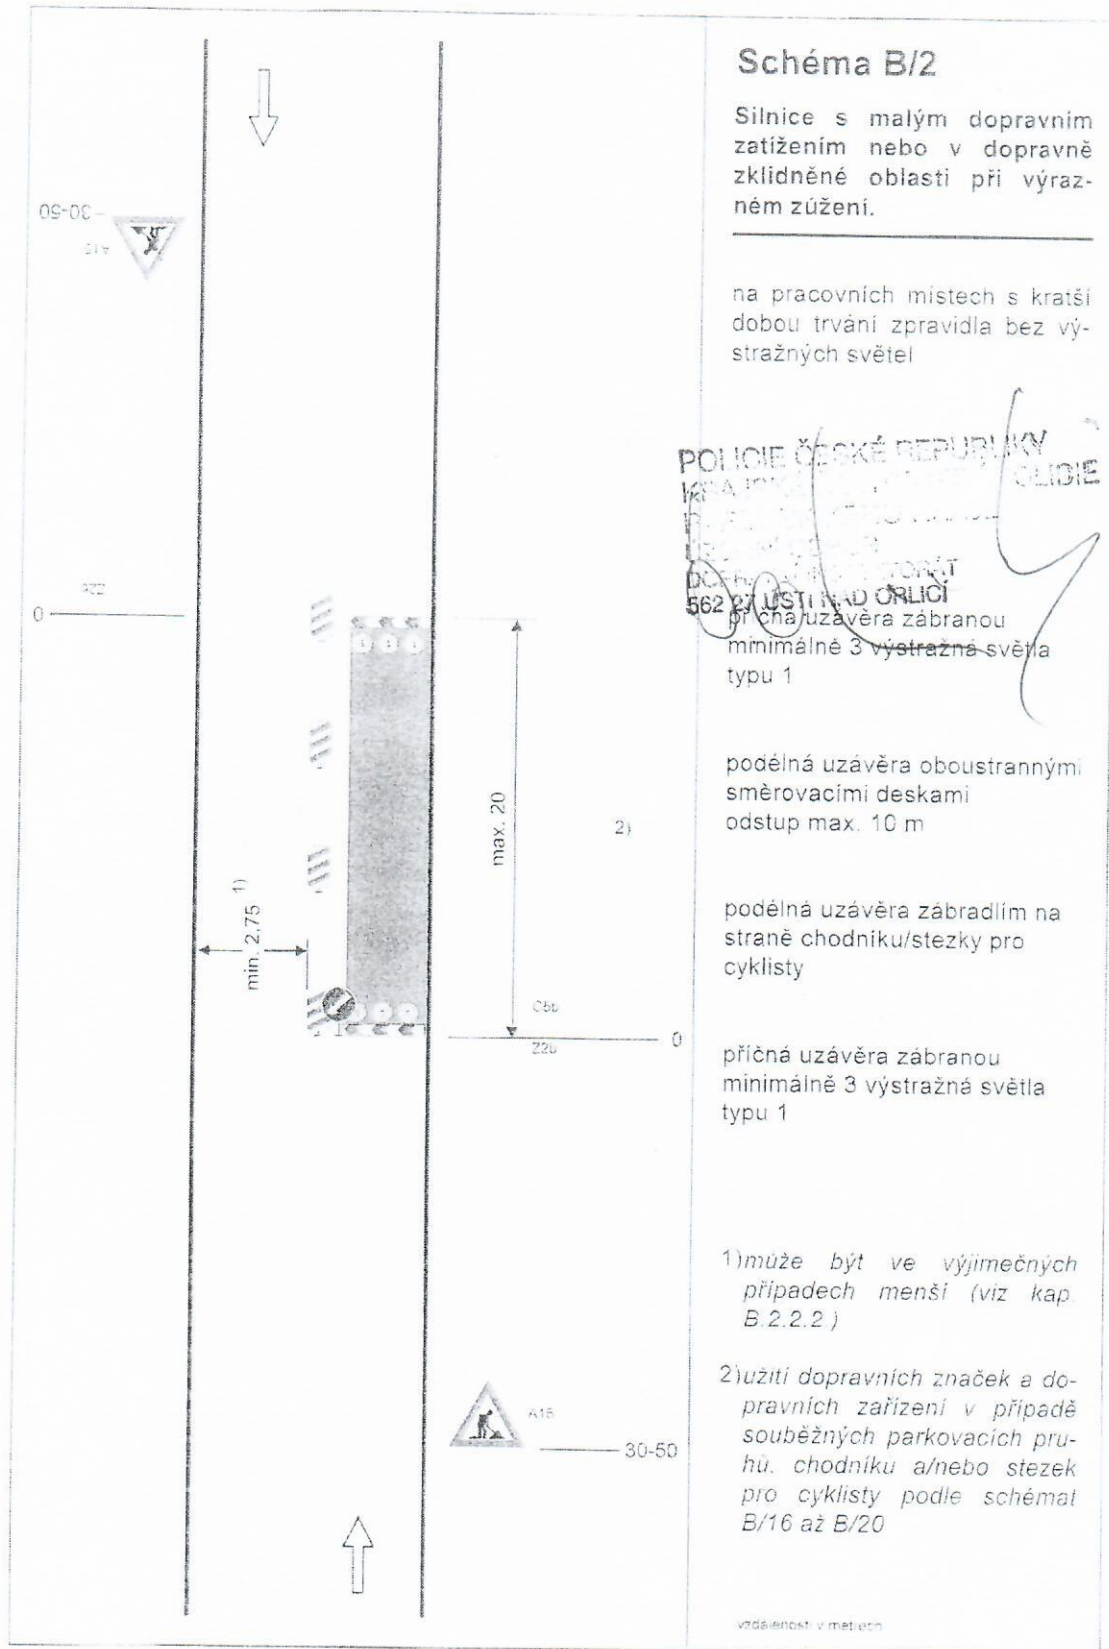 Schéma B/2
Silnice s malým dopravním
zatížením nebo v dopravně
zklidněné oblasti při výraz-
ném zúžení.
na pracovních místech s kratší
dobou trvání zpravidla bez vý-
stražných světel
POLICIE ČESKÉ REPUBLIKY
562 27 ÚSTÍ NAD ORLICÍ
příčná uzávěra zábranou
minimálně 3 výstražná světla
typu 1
podélná uzávěra oboustrannými
směrovacími deskami
odstup max. 10 m
podélná uzávěra zábradlím na
straně chodníku/stezky pro
cyklisty
příčná uzávěra zábranou
minimálně 3 výstražná světla
typu 1
1)může být ve výjimečných
případech menší (viz kap.
B.2.2.2.)
2)užití dopravních značek a do-
pravních zařízení v případě
souběžných parkovacích pru-
hů, chodníku a/nebo stezek
pro cyklisty podle schémat
B/16 až B/20
vzdálenosti v metrech
30-50
A15
0
max. 20
2)
min. 2.75 1)
C5b
Z2b
0
A15
30-50